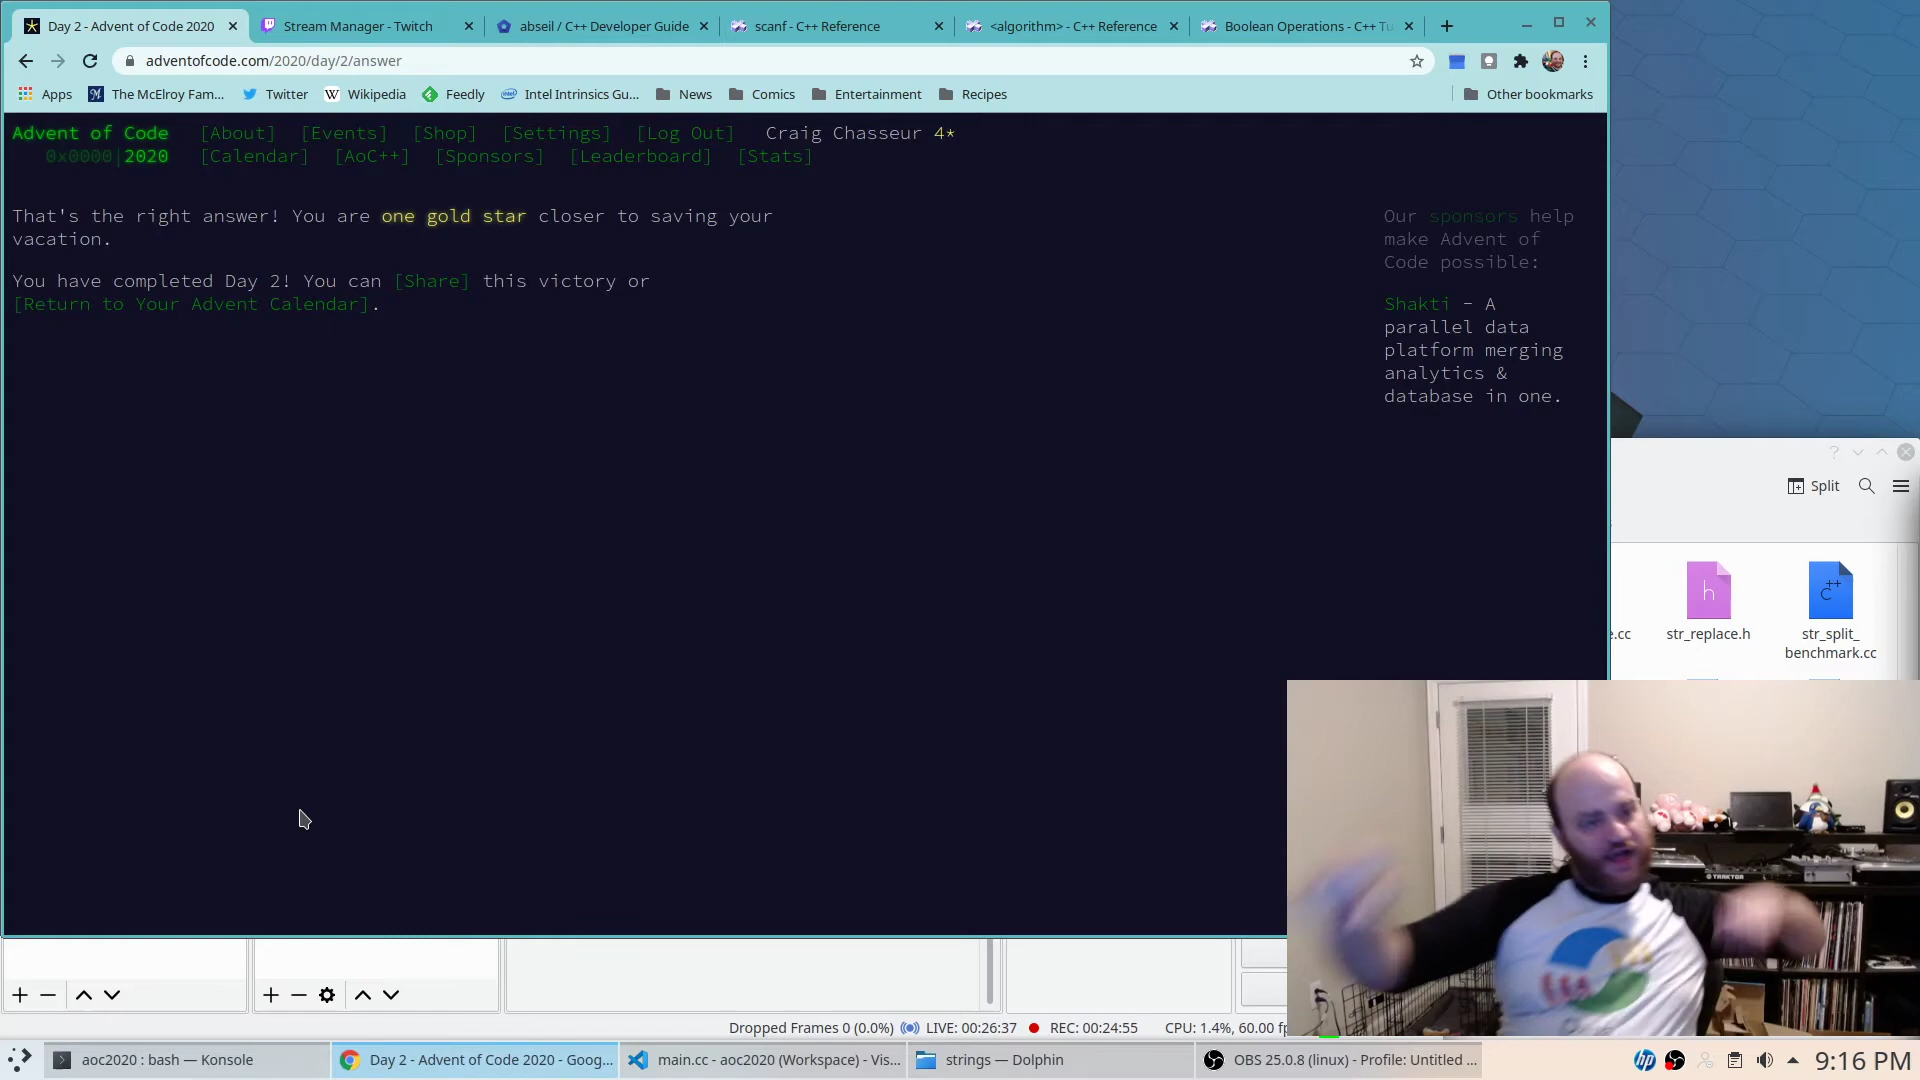 Day 2 - Advent of Code 2020
Stream Manager - Twitch
abseil / C++ Developer Guide
scanf - C++ Reference
<algorithm> - C++ Reference
Boolean Operations - C++ Tu
adventofcode.com/2020/day/2/answer
Apps
The McElroy Fam...
Twitter
Wikipedia
Feedly
Intel Intrinsics Gu...
News
Comics
Entertainment
Recipes
Other bookmarks
Advent of Code [About] [Events] [Shop] [Settings] [Log Out] Craig Chasseur 4*
0x0000|2020 [Calendar] [AoC++] [Sponsors] [Leaderboard] [Stats]
That's the right answer! You are one gold star closer to saving your
vacation.
You have completed Day 2! You can [Share] this victory or
[Return to Your Advent Calendar].
Our sponsors help
make Advent of
Code possible:
Shakti - A
parallel data
platform merging
analytics &
database in one.
Split
h
C++
e.cc
str_replace.h
str_split_
benchmark.cc
TRAKTOR
Dropped Frames 0 (0.0%) LIVE: 00:26:37 REC: 00:24:55 CPU: 1.4%, 60.00 fp
aoc2020 : bash — Konsole
Day 2 - Advent of Code 2020 - Goog...
main.cc - aoc2020 (Workspace) - Vis...
strings — Dolphin
OBS 25.0.8 (linux) - Profile: Untitled ...
hp
9:16 PM